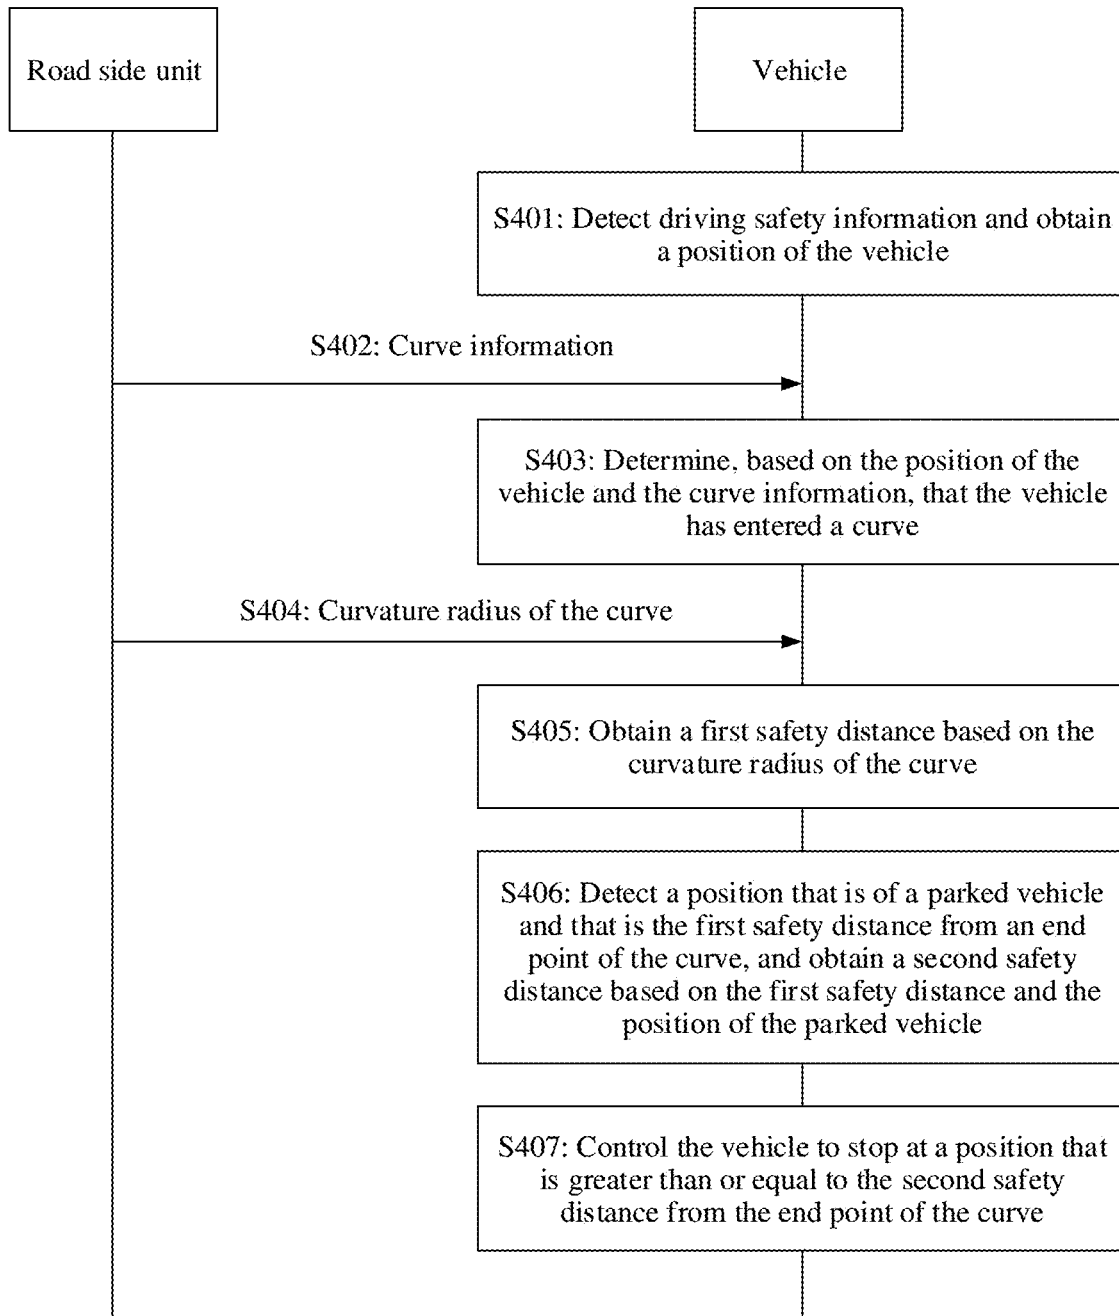 Road side unit
Vehicle
S401: Detect driving safety information and obtain
a position of the vehicle
S402: Curve information
S403: Determine, based on the position of the
vehicle and the curve information, that the vehicle
has entered a curve
S404: Curvature radius of the curve
S405: Obtain a first safety distance based on the
curvature radius of the curve
S406: Detect a position that is of a parked vehicle
and that is the first safety distance from an end
point of the curve, and obtain a second safety
distance based on the first safety distance and the
position of the parked vehicle
S407: Control the vehicle to stop at a position that
is greater than or equal to the second safety
distance from the end point of the curve